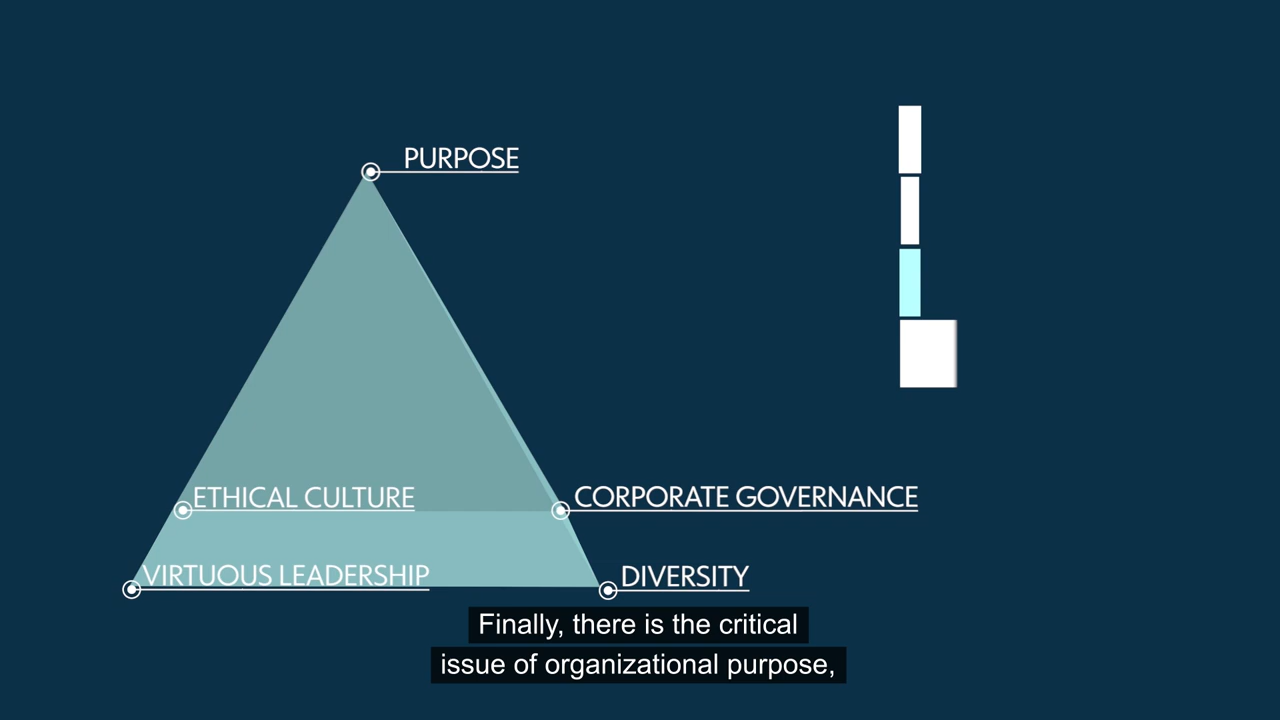 PURPOSE
ETHICAL CULTURE
CORPORATE GOVERNANCE
VIRTUOUS LEADERSHIP
DIVERSITY
Finally, there is the critical
issue of organizational purpose,